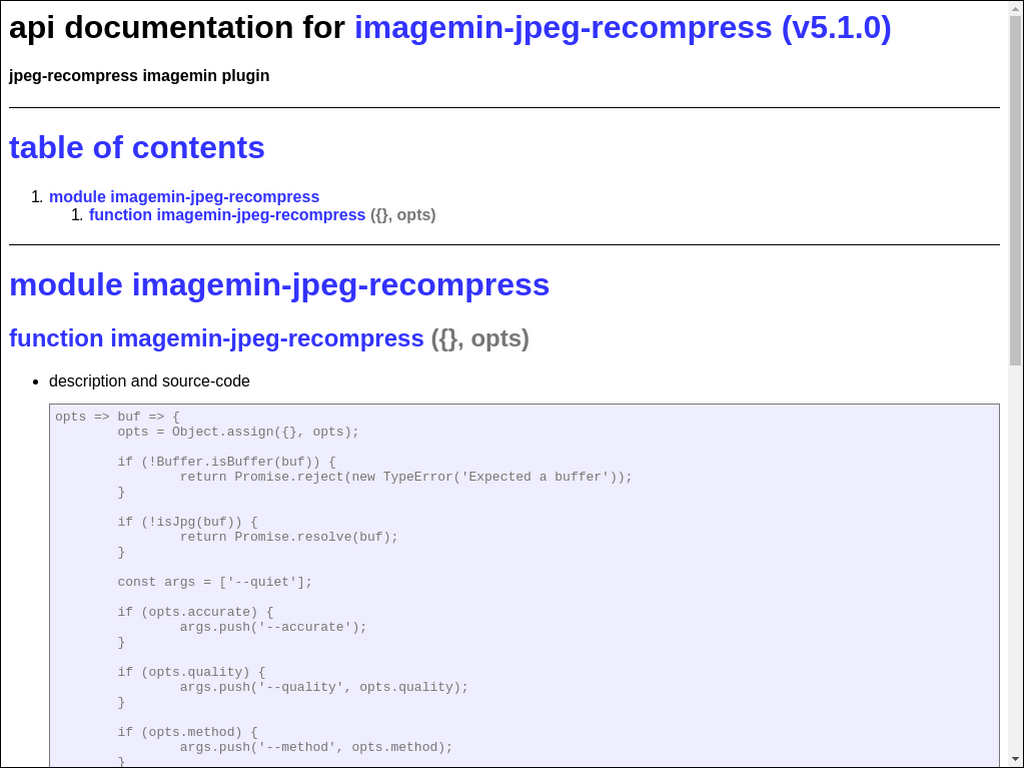 api documentation for imagemin-jpeg-recompress (v5.1.0)
jpeg-recompress imagemin plugin
table of contents
1. module imagemin-jpeg-recompress
1. function imagemin-jpeg-recompress ({}, opts)
module imagemin-jpeg-recompress
function imagemin-jpeg-recompress ({}, opts)
• description and source-code
opts => buf => {
        opts = Object.assign({}, opts);
        if (!Buffer.isBuffer(buf)) {
                return Promise.reject(new TypeError('Expected a buffer'));
        }
        if (!isJpg(buf)) {
                return Promise.resolve(buf);
        }
        const args = ['--quiet'];
        if (opts.accurate) {
                args.push('--accurate');
        }
        if (opts.quality) {
                args.push('--quality', opts.quality);
        }
        if (opts.method) {
                args.push('--method', opts.method);
        }